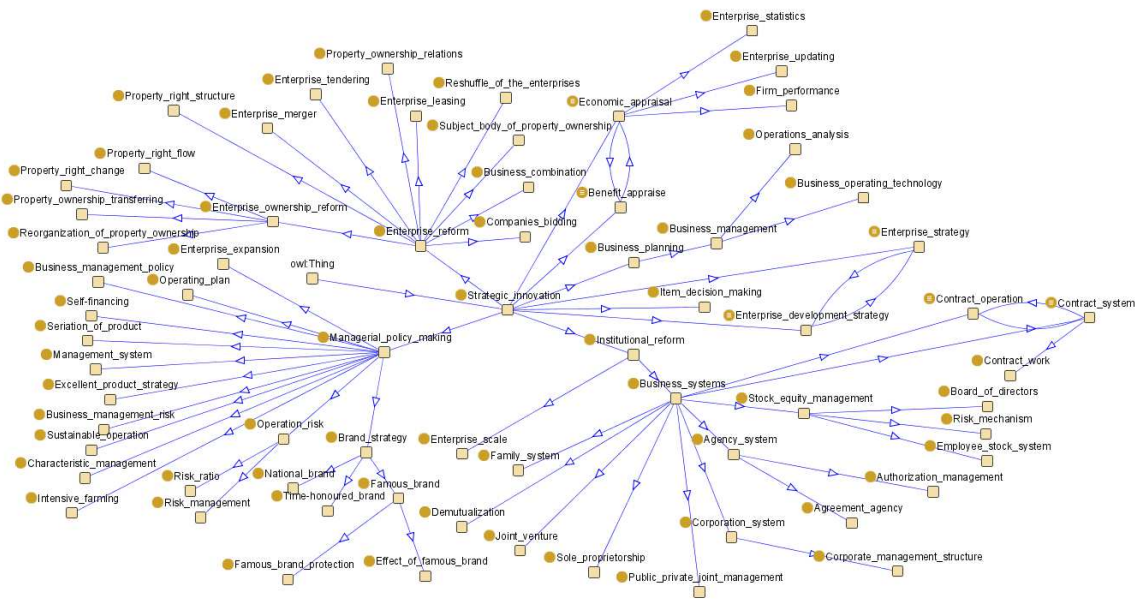 Enterprise_statistics
Property_ownership_relations
Enterprise_updating
Enterprise_tendering
Reshuffle_of_the_enterprises
Firm_performance
Property_right_structure
Enterprise_leasing
Economic_appraisal
Enterprise_merger
Subject_body_of_property_ownership
Operations_analysis
Property_right_flow
Property_right_change
Business_combination
Business_operating_technology
Benefit_appraise
Property_ownership_transferring
Enterprise_ownership_reform
Companies_bidding
Enterprise_reform
Business_management
Enterprise_strategy
Reorganization_of_property_ownership
Enterprise_expansion
Business_planning
Business_management_policy
owl:Thing
Operating_plan
Strategic_innovation
Item_decision_making
Contract_operation
Contract_system
Self-financing
Enterprise_development_strategy
Seriation_of_product
Managerial_policy_making
Institutional_reform
Management_system
Contract_work
Excellent_product_strategy
Business_systems
Board_of_directors
Stock_equity_management
Business_management_risk
Risk_mechanism
Operation_risk
Sustainable_operation
Brand_strategy
Enterprise_scale
Agency_system
Employee_stock_system
Family_system
Characteristic_management
Risk_ratio
National_brand
Famous_brand
Authorization_management
Intensive_farming
Risk_management
Time-honoured_brand
Demutualization
Agreement_agency
Corporation_system
Joint_venture
Famous_brand_protection
Effect_of_famous_brand
Sole_proprietorship
Corporate_management_structure
Public_private_joint_management